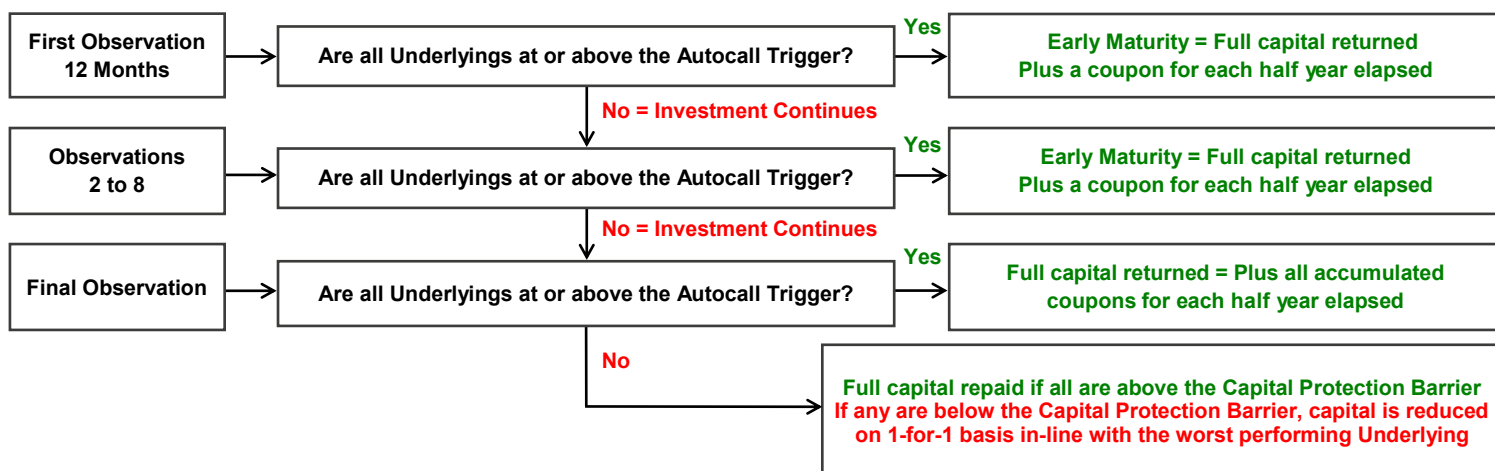 First Observation
12 Months
Are all Underlyings at or above the Autocall Trigger?
Yes
Early Maturity = Full capital returned
Plus a coupon for each half year elapsed
No = Investment Continues
Observations
2 to 8
Are all Underlyings at or above the Autocall Trigger?
Yes
Early Maturity = Full capital returned
Plus a coupon for each half year elapsed
No = Investment Continues
Final Observation
Are all Underlyings at or above the Autocall Trigger?
Yes
Full capital returned = Plus all accumulated
coupons for each half year elapsed
No
Full capital repaid if all are above the Capital Protection Barrier
If any are below the Capital Protection Barrier, capital is reduced
on 1-for-1 basis in-line with the worst performing Underlying